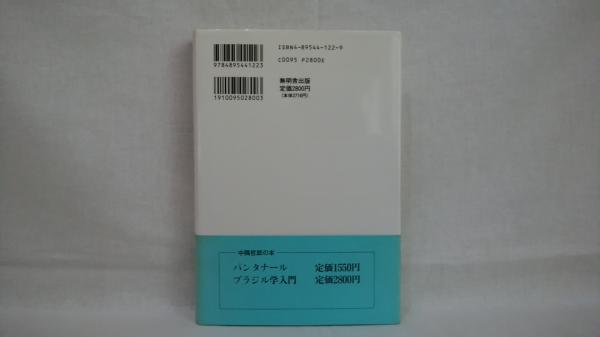 ISBN4-89544-122-9
C0095 P2800E
9784895441223
無明舎出版
定価2800円
(本体2718円)
1910095028003
中隅哲郎の本
パンタナール 定価1550円
ブラジル学入門 定価2800円